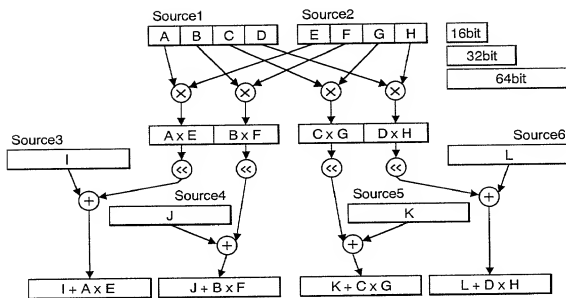 Source1 Source2
A B C D E F G H
16bit
32bit
64bit
× × × ×
A x E B x F C x G D x H
Source3 Source6
I L
<< << << <<
Source4 Source5
J K
+ + + +
I + A x E J + B x F K + C x G L + D x H